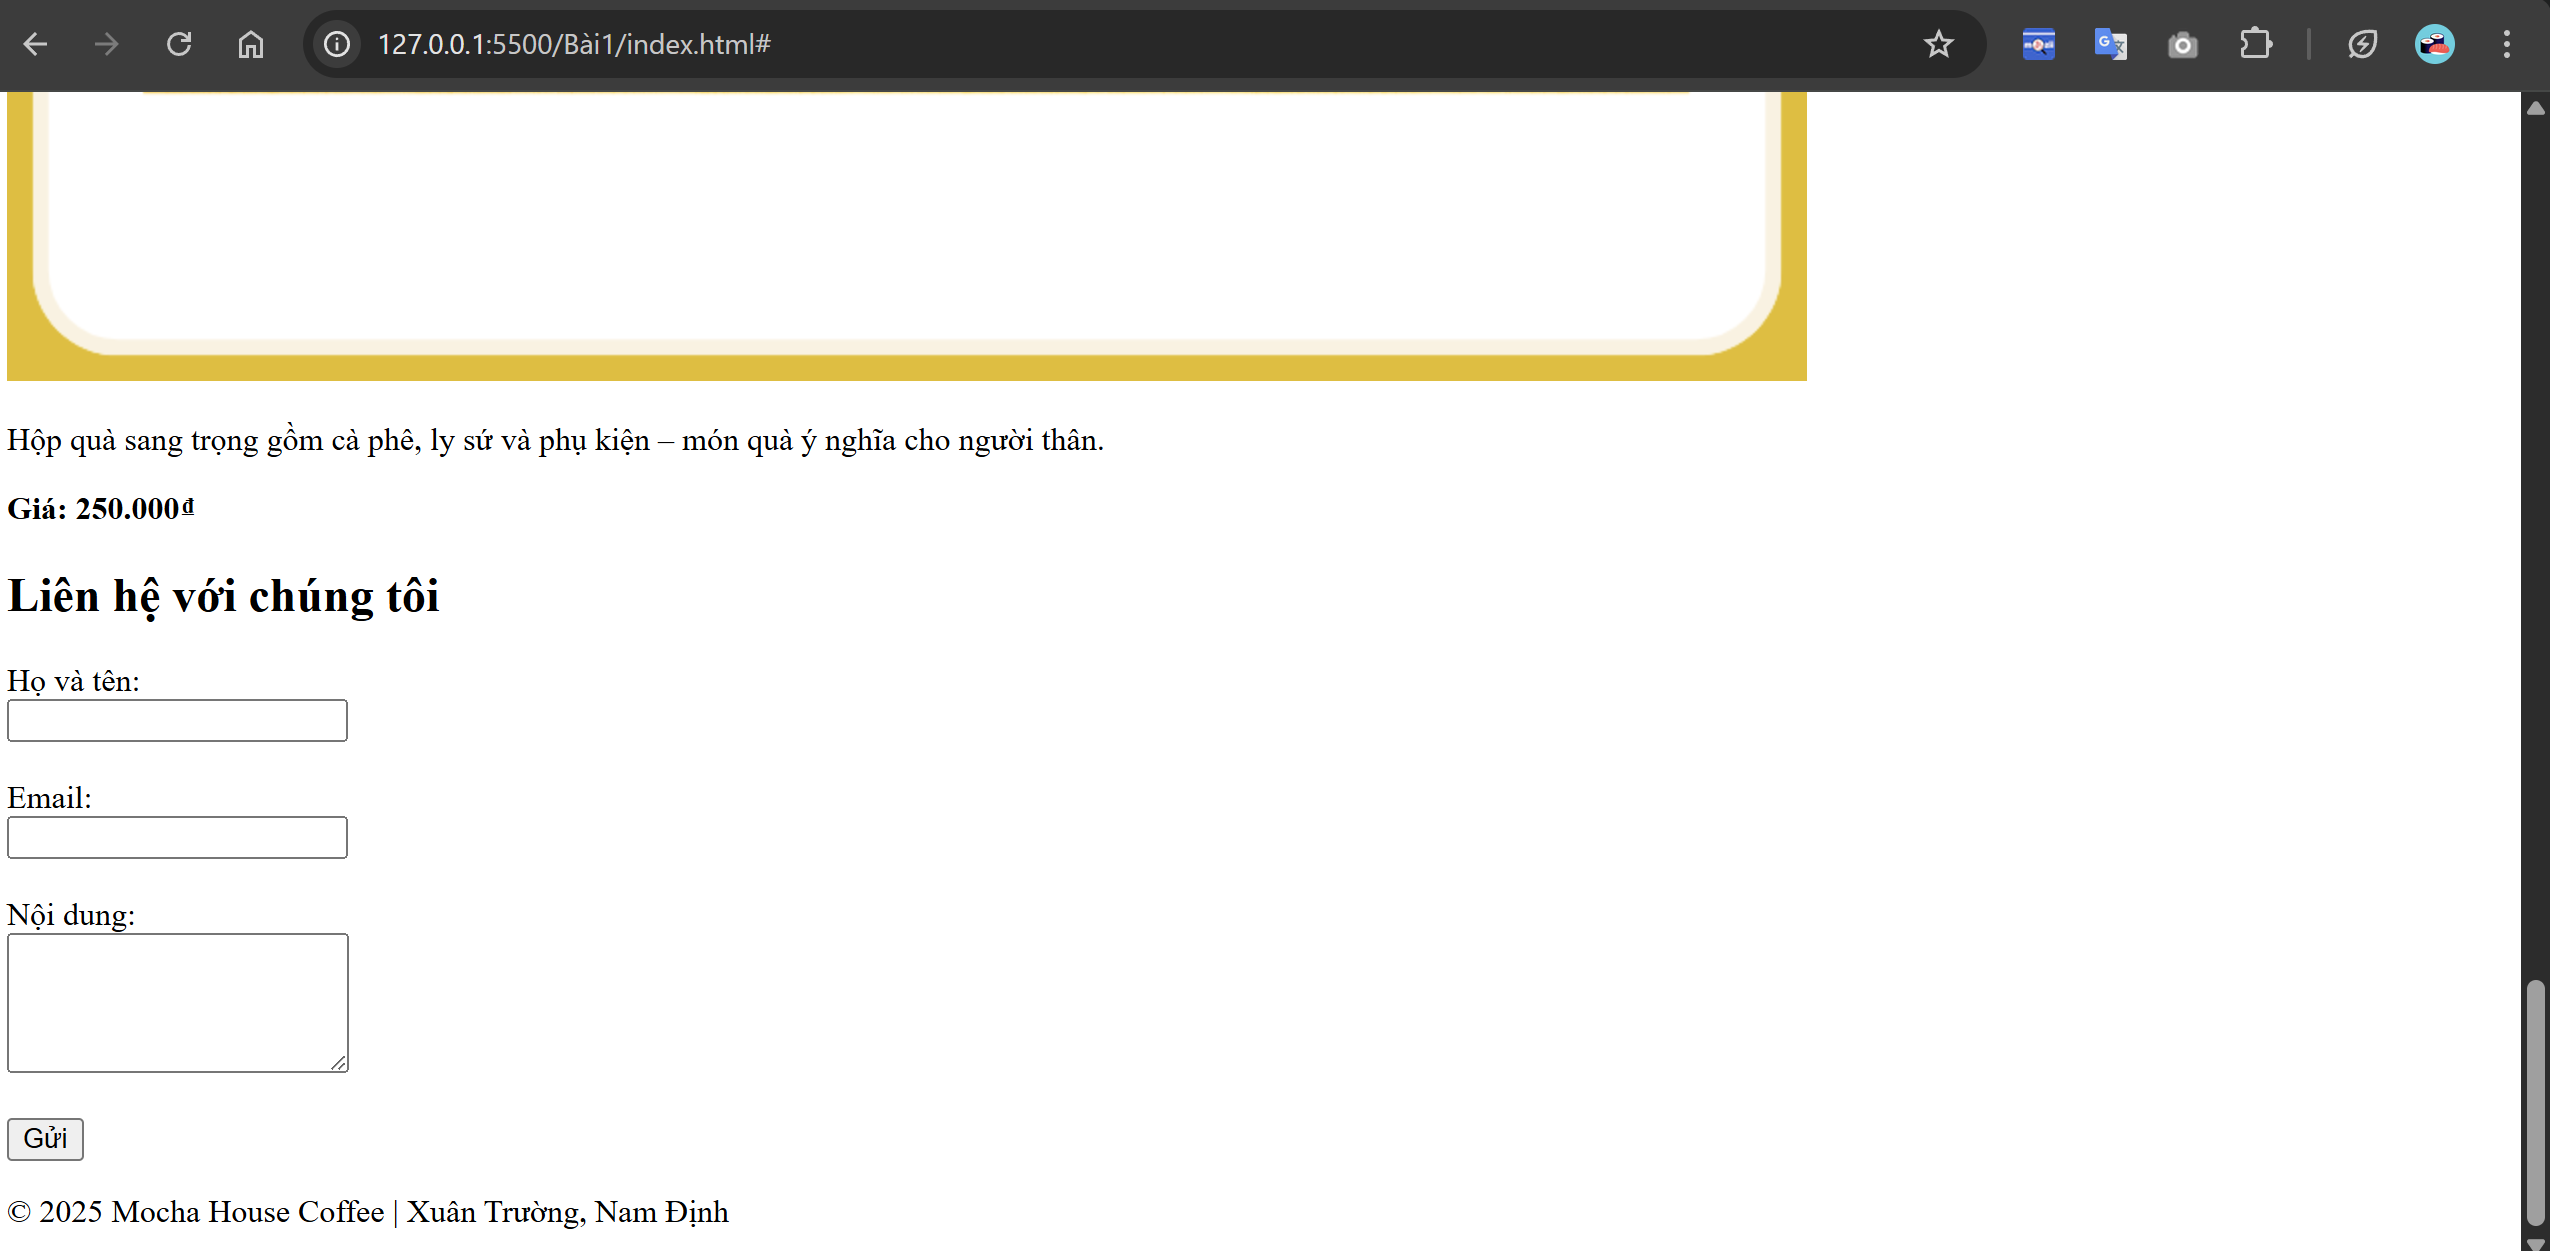 127.0.0.1:5500/Bài1/index.html#
Hộp quà sang trọng gồm cà phê, ly sứ và phụ kiện – món quà ý nghĩa cho người thân.
Giá: 250.000₫
Liên hệ với chúng tôi
Họ và tên:
Email:
Nội dung:
Gửi
© 2025 Mocha House Coffee | Xuân Trường, Nam Định